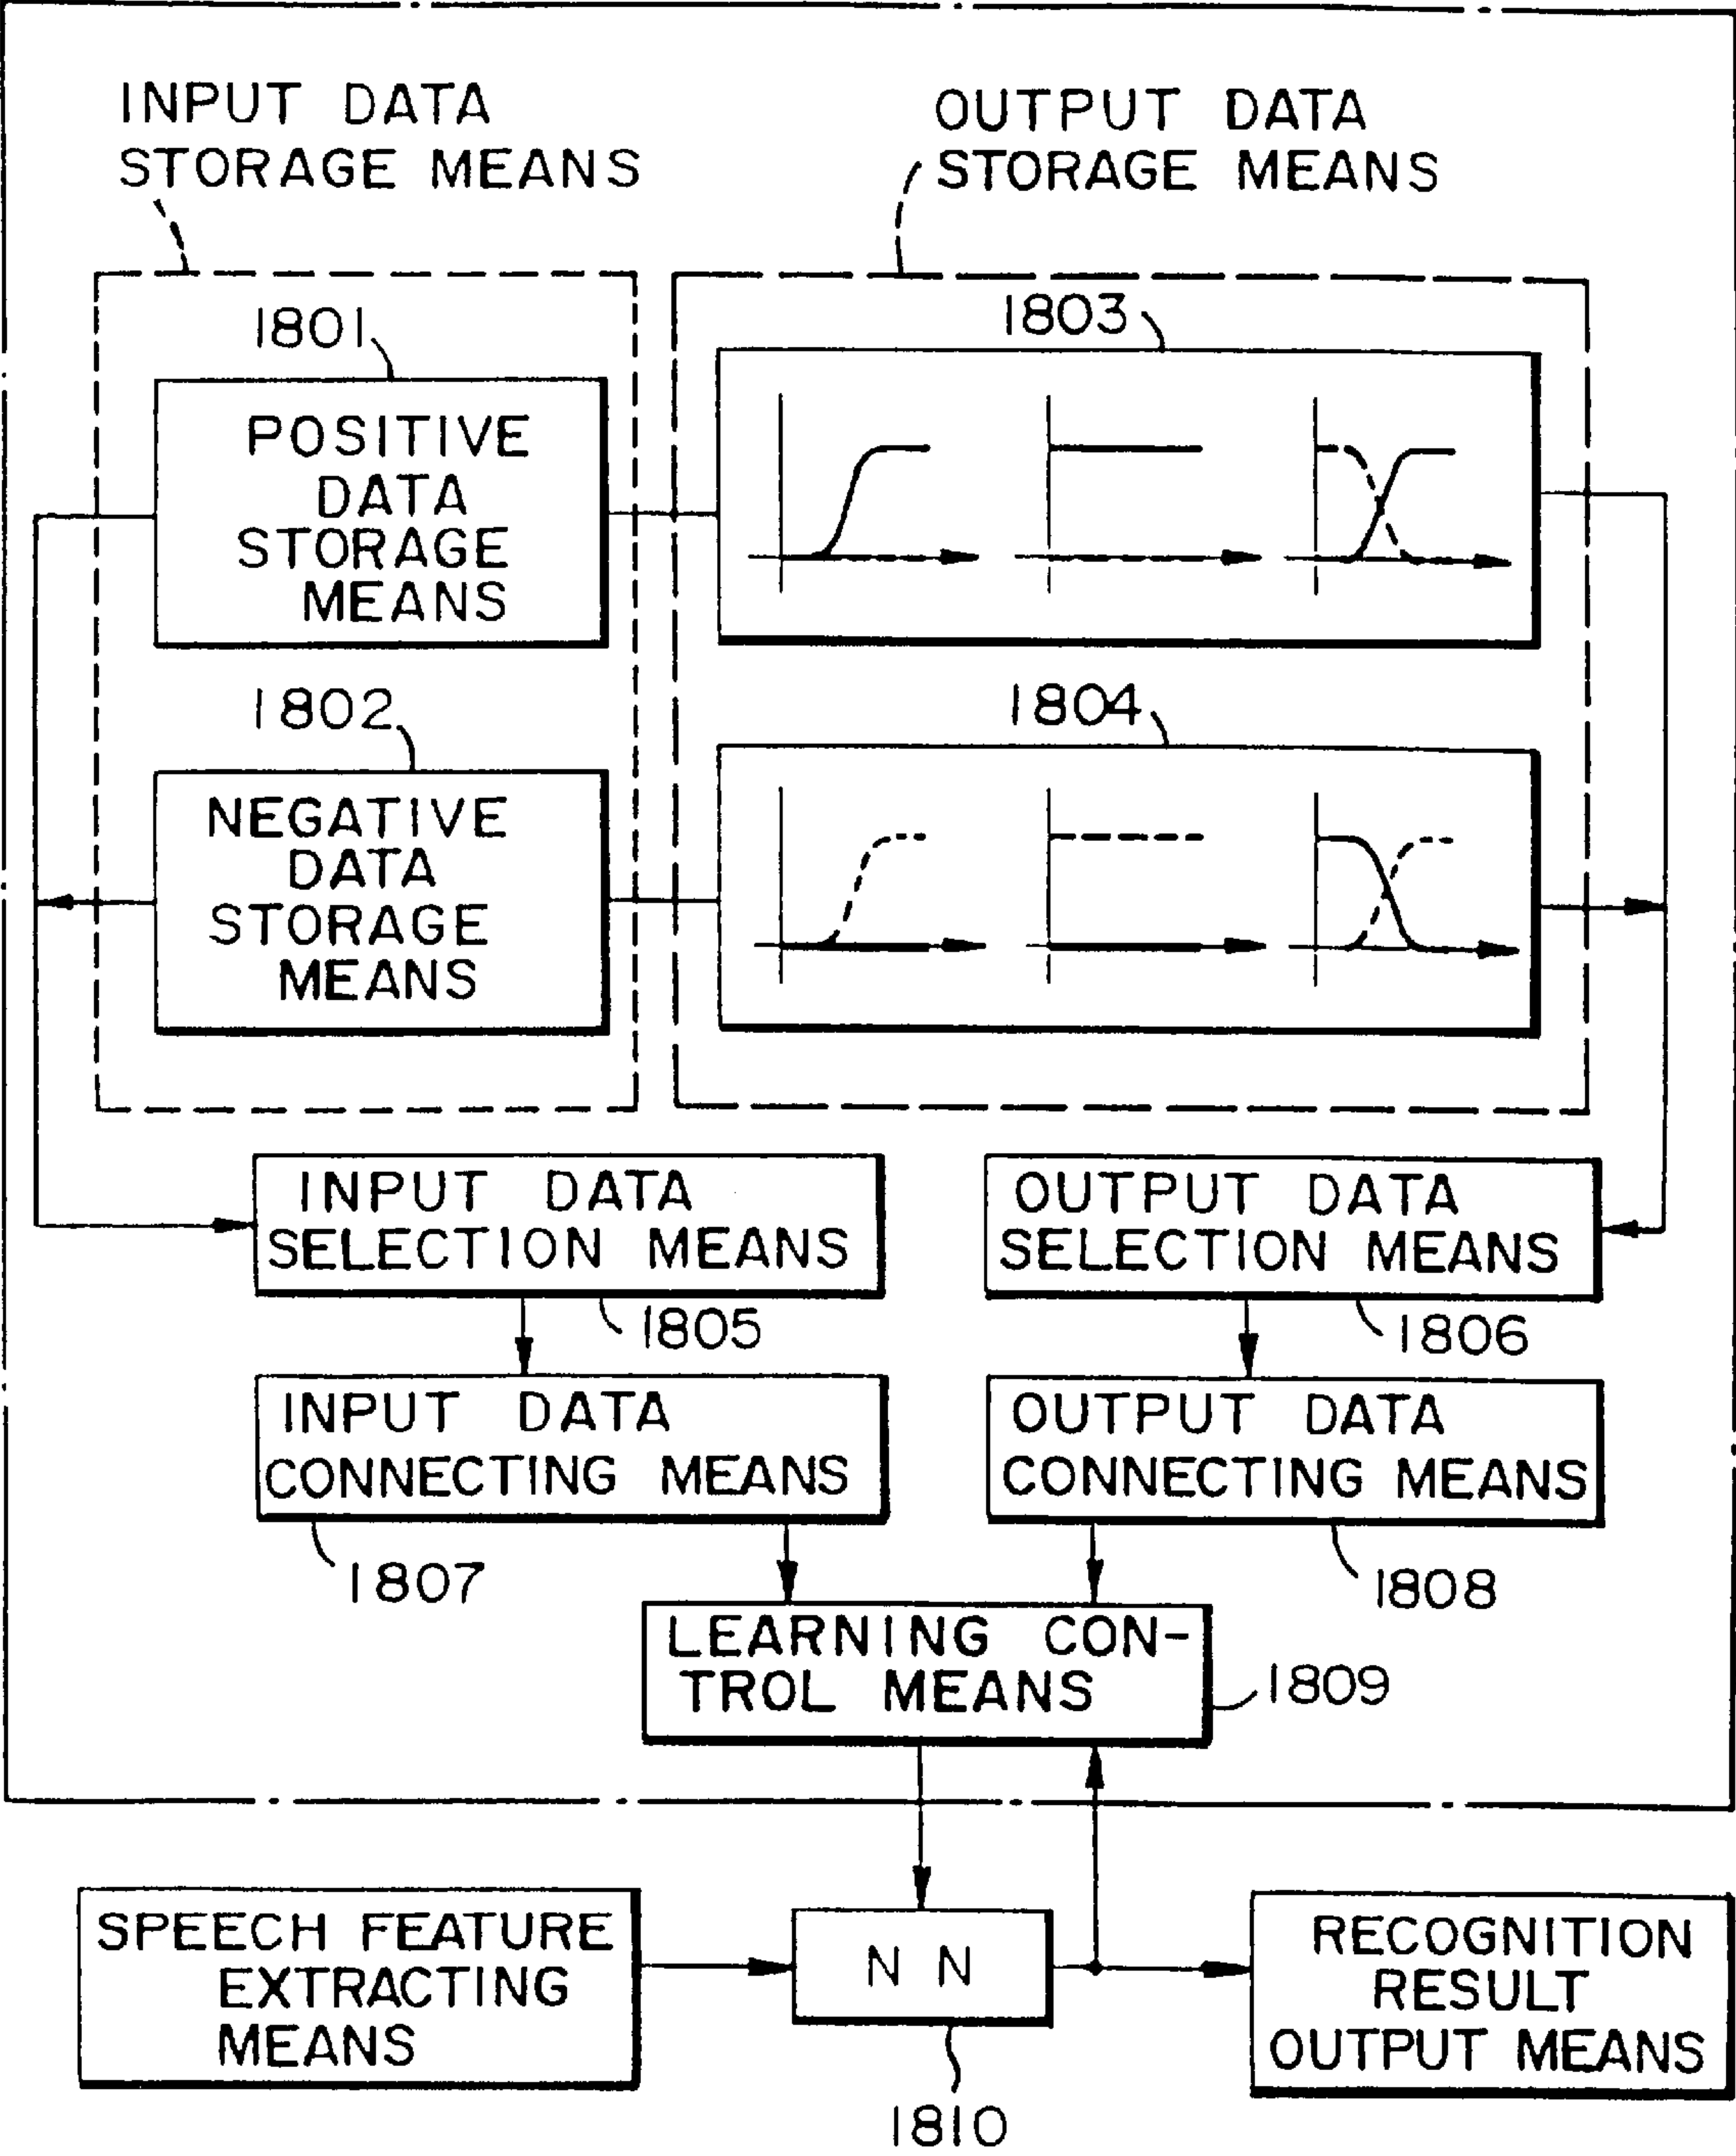 INPUT DATA
STORAGE MEANS
OUTPUT DATA
STORAGE MEANS
1801
POSITIVE
DATA
STORAGE
MEANS
1803
1802
NEGATIVE
DATA
STORAGE
MEANS
1804
INPUT DATA
SELECTION MEANS
1805
OUTPUT DATA
SELECTION MEANS
1806
INPUT DATA
CONNECTING MEANS
1807
OUTPUT DATA
CONNECTING MEANS
1808
LEARNING CON-
TROL MEANS
1809
SPEECH FEATURE
EXTRACTING
MEANS
N N
1810
RECOGNITION
RESULT
OUTPUT MEANS